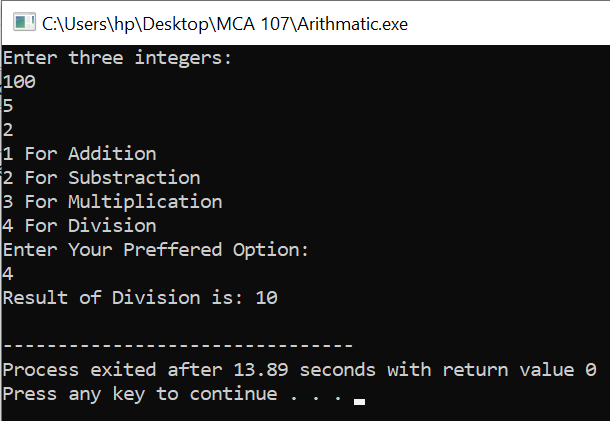 C:\Users\hp\Desktop\MCA 107\Arithmatic.exe
Enter three integers:
100
5
2
1 For Addition
2 For Substraction
3 For Multiplication
4 For Division
Enter Your Preffered Option:
4
Result of Division is: 10
--------------------------------
Process exited after 13.89 seconds with return value 0
Press any key to continue . . .